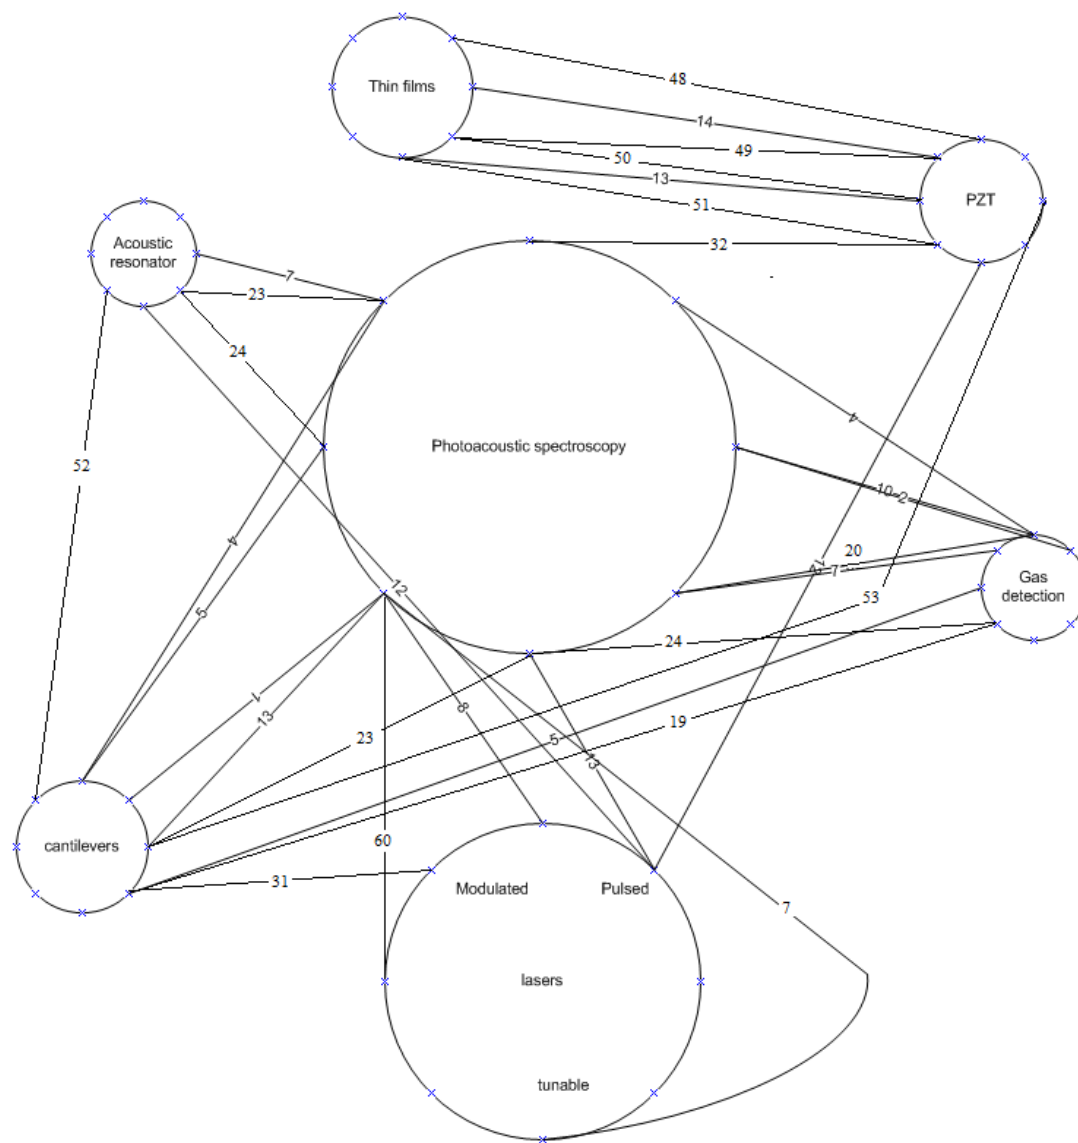 Thin films
48
14
49
50
13
51
PZT
32
Acoustic
resonator
7
23
24
Photoacoustic spectroscopy
4
52
10
2
4
5
20
7
Gas
detection
12
53
24
1
13
8
23
5
19
13
60
cantilevers
31
Modulated
Pulsed
7
lasers
tunable